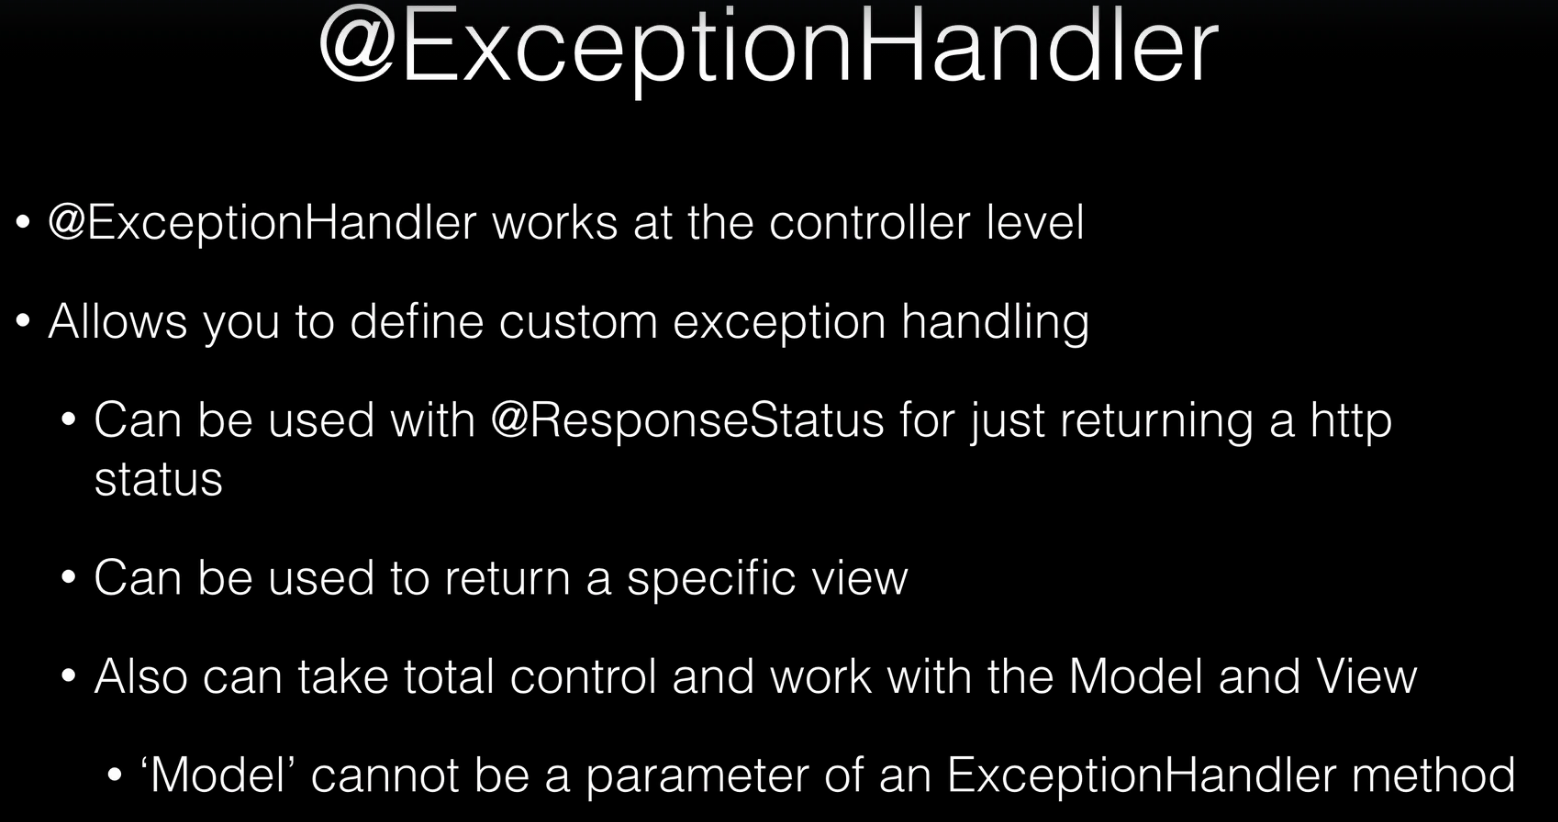 @ExceptionHandler
• @ExceptionHandler works at the controller level
• Allows you to define custom exception handling
• Can be used with @ResponseStatus for just returning a http
status
• Can be used to return a specific view
• Also can take total control and work with the Model and View
• ‘Model’ cannot be a parameter of an ExceptionHandler method